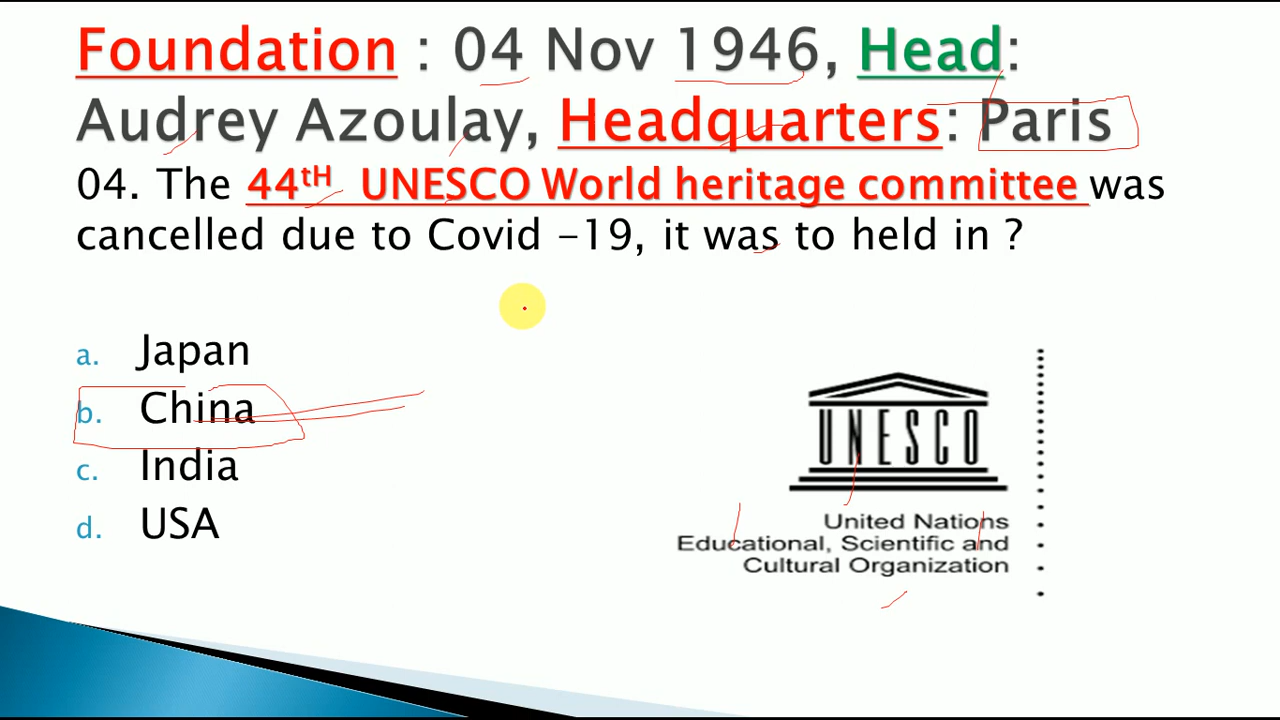 Foundation : 04 Nov 1946, Head:
Audrey Azoulay, Headquarters: Paris
04. The 44tH UNESCO World heritage committee was
cancelled due to Covid -19, it was to held in ?
a. Japan
b. China
c. India
d. USA
UNESCO
United Nations
Educational, Scientific and
Cultural Organization